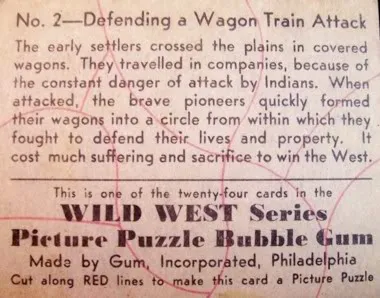 No. 2—Defending a Wagon Train Attack
The early settlers crossed the plains in covered
wagons. They travelled in companies, because of
the constant danger of attack by Indians. When
attacked, the brave pioneers quickly formed
their wagons into a circle from within which they
fought to defend their lives and property. It
cost much suffering and sacrifice to win the West.
This is one of the twenty-four cards in the
WILD WEST Series
Picture Puzzle Bubble Gum
Made by Gum, Incorporated, Philadelphia
Cut along RED lines to make this card a Picture Puzzle